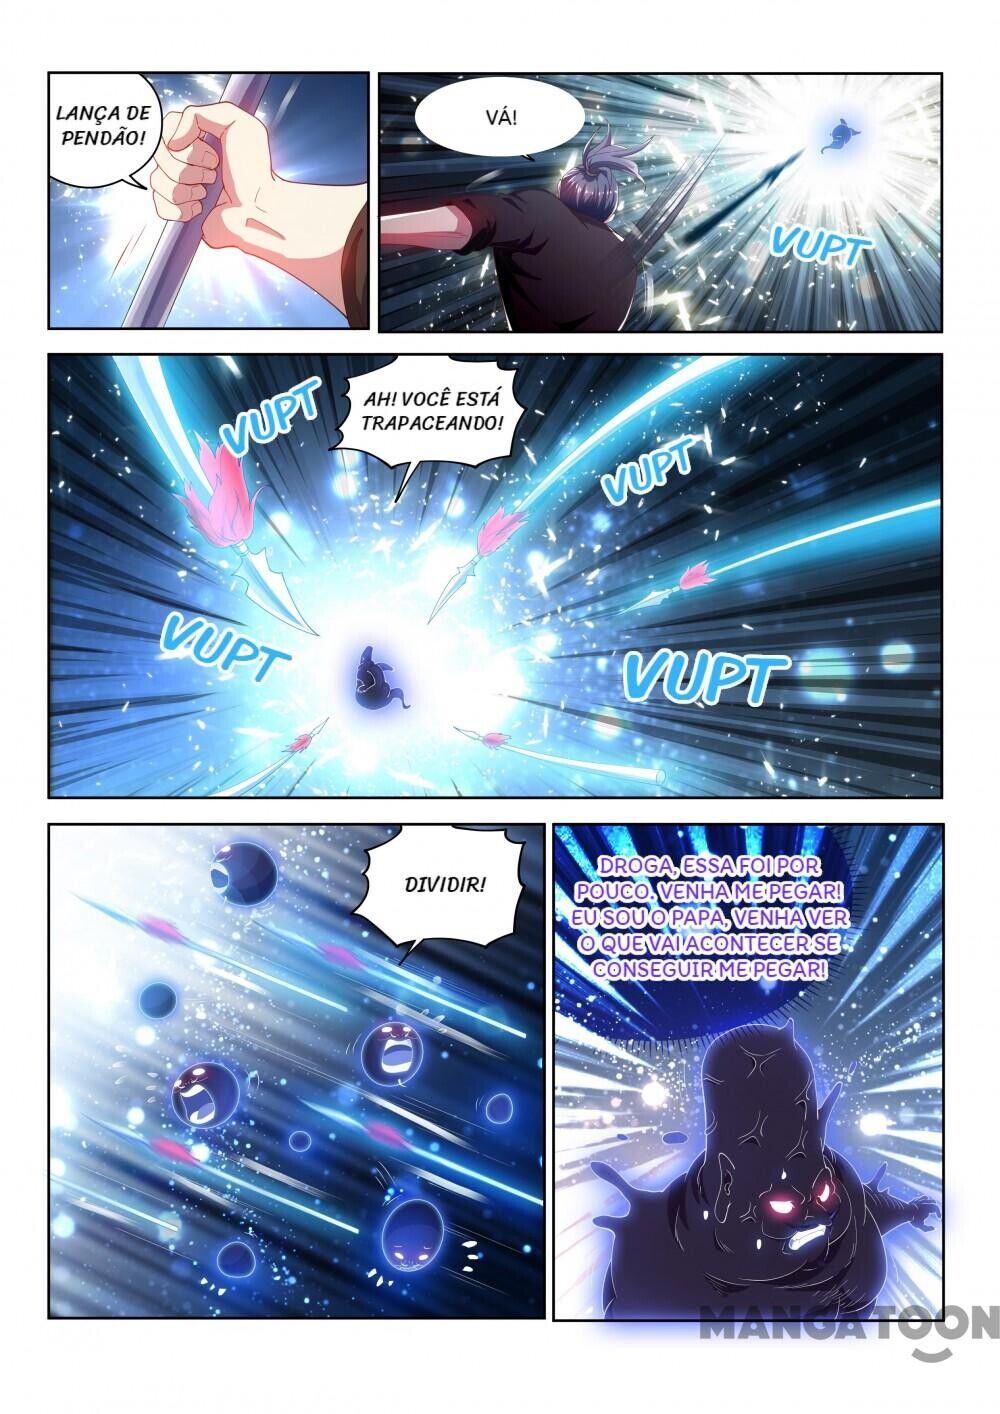 LANÇA DE
PENDÃO!
VÁ!
VUPT
AH! VOCÊ ESTÁ
TRAPACEANDO!
VUPT
VUPT
VUPT
VUPT
DIVIDIR!
DROGA, ESSA FOI POR
POUCO. VENHA ME PEGAR!
EU SOU O PAPA, VENHA VER
O QUE VAI ACONTECER SE
CONSEGUIR ME PEGAR!
MANGATOON